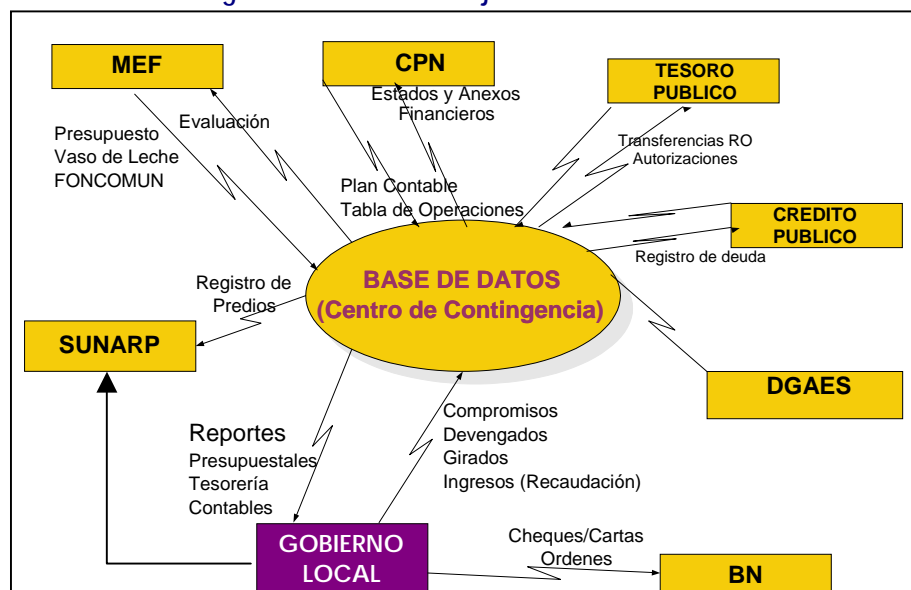 MEF
CPN
TESORO
PUBLICO
Estados y Anexos
Financieros
Evaluación
Presupuesto
Vaso de Leche
FONCOMUN
Transferencias RO
Autorizaciones
Plan Contable
Tabla de Operaciones
CREDITO
PUBLICO
Registro de deuda
BASE DE DATOS
(Centro de Contingencia)
Registro de
Predios
SUNARP
DGAES
Compromisos
Devengados
Girados
Ingresos (Recaudación)
Reportes
Presupuestales
Tesorería
Contables
GOBIERNO
LOCAL
Cheques/Cartas
Ordenes
BN